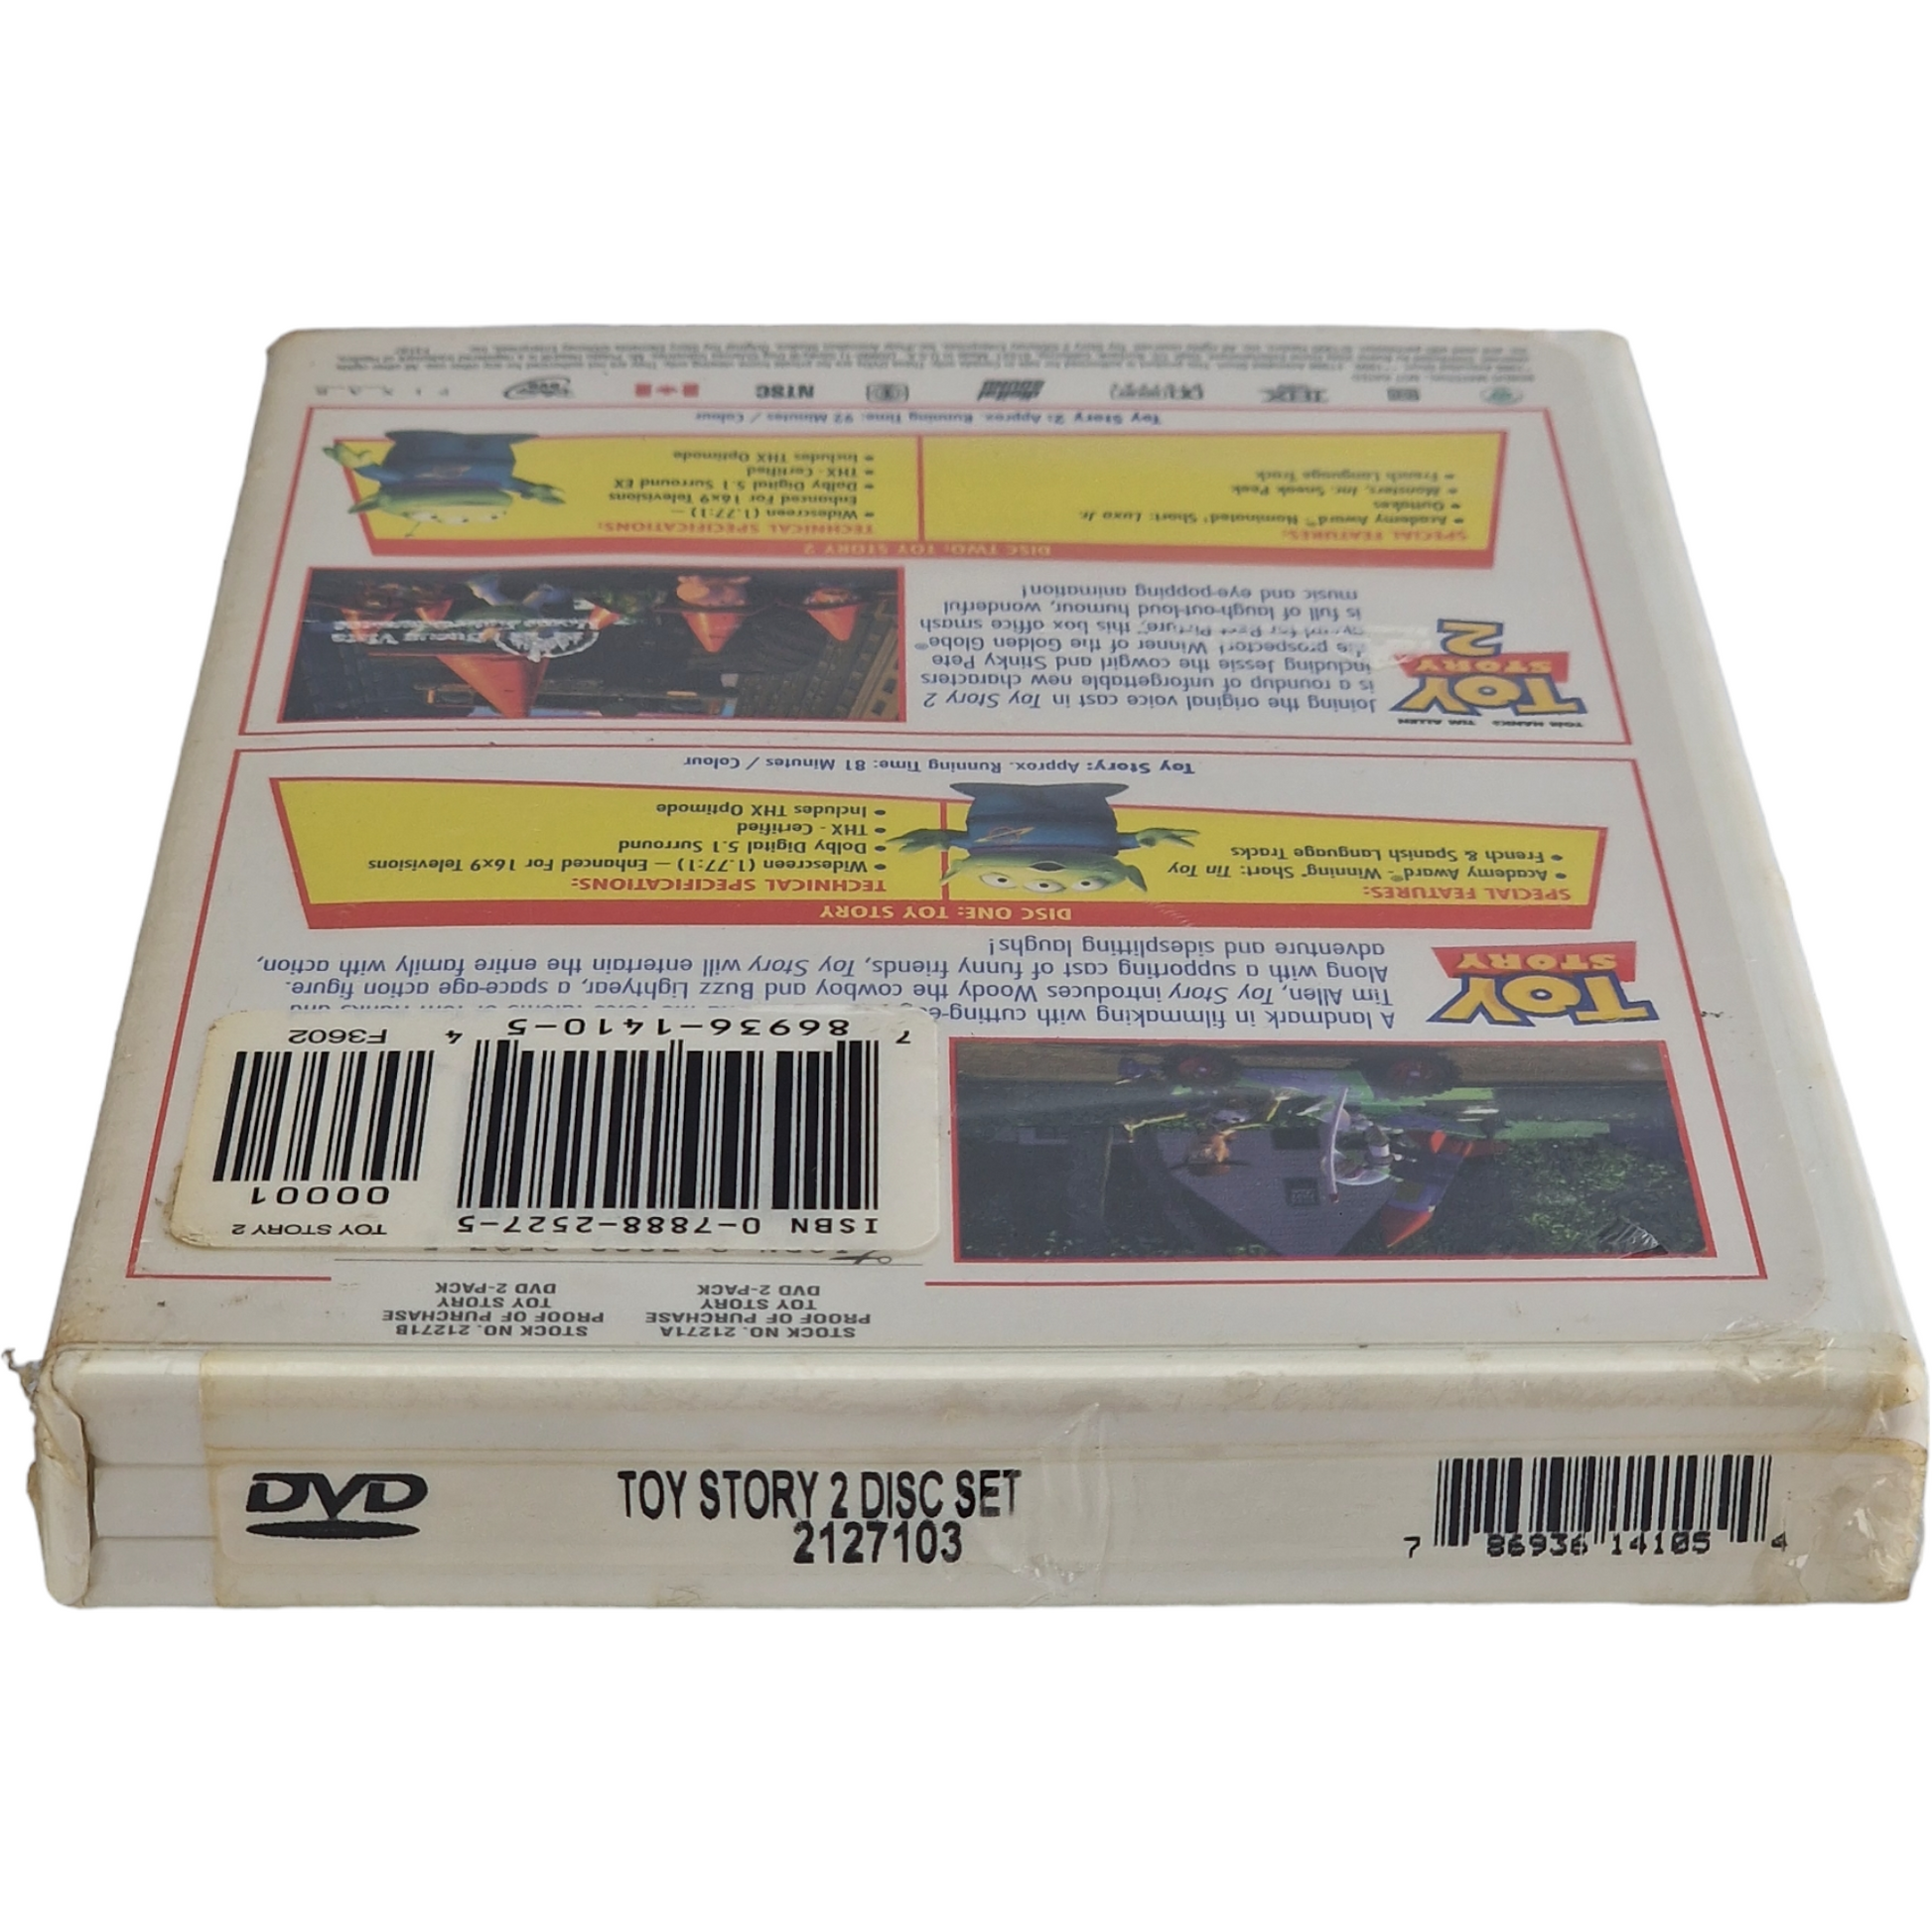 A landmark in filmmaking with cutting-
Tim Allen, Toy Story introduces Woody the cowboy and Buzz Lightyear, a space-age action figure.
Along with a supporting cast of funny friends, Toy Story will entertain the entire family with action,
adventure and sidesplitting laughs!
TOY
STORY
DISC ONE: TOY STORY
SPECIAL FEATURES:
• Academy Award®-Winning* Short: Tin Toy
• French & Spanish Language Tracks
TECHNICAL SPECIFICATIONS:
• Widescreen (1.77:1) — Enhanced For 16x9 Televisions
• Dolby Digital 5.1 Surround
• THX - Certified
• Includes THX Optimode
Toy Story: Approx. Running Time: 81 Minutes / Colour
TOM HANKS TIM ALLEN
TOY
STORY
2
Joining the original voice cast in Toy Story 2
is a roundup of unforgettable new characters
including Jessie the cowgirl and Stinky Pete
prospector! Winner of the Golden Globe®
for Best Picture, this box office smash
is full of laugh-out-loud humour, wonderful
music and eye-popping animation!
DISC TWO: TOY STORY 2
SPECIAL FEATURES:
• Academy Award® Nominated* Short: Luxo Jr.
• Outtakes
• Monsters, Inc. Sneak Peek
• French Language Track
TECHNICAL SPECIFICATIONS:
• Widescreen (1.77:1) —
Enhanced For 16x9 Televisions
• Dolby Digital 5.1 Surround EX
• THX - Certified
• Includes THX Optimode
Toy Story 2: Approx. Running Time: 92 Minutes / Colour
THX
digital sound
NTSC
PIXAR
STOCK NO. 21271A
PROOF OF PURCHASE
TOY STORY
DVD 2-PACK
STOCK NO. 21271B
PROOF OF PURCHASE
TOY STORY
DVD 2-PACK
ISBN 0-7888-2527-5
7 86936-1410-5 4
TOY STORY 2
00001
F3602
DVD
TOY STORY 2 DISC SET
2127103
7 86936 14105 4